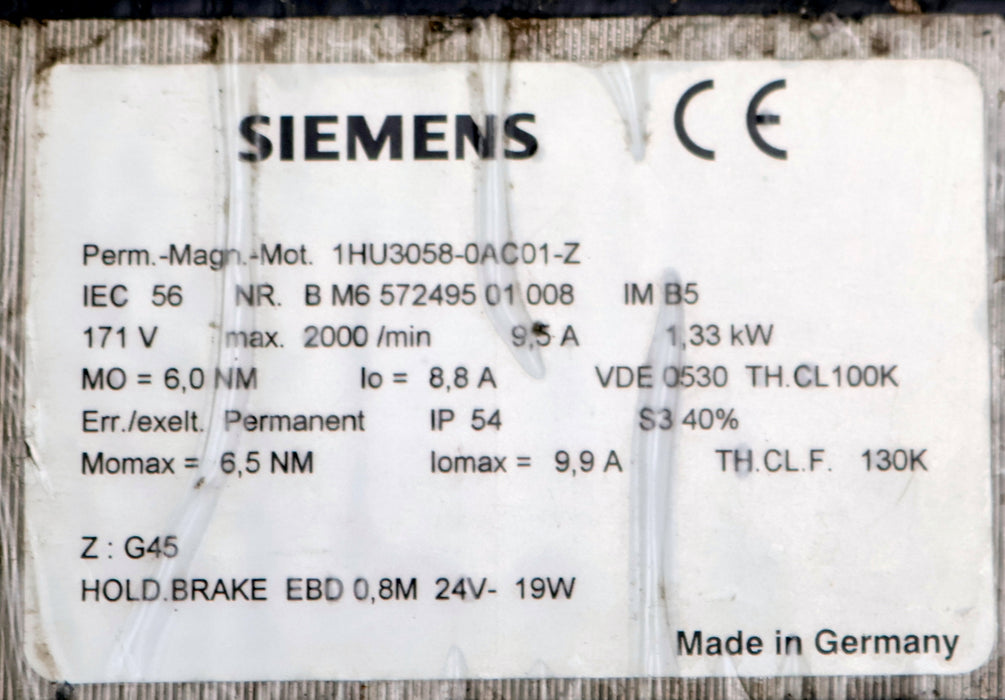 SIEMENS CE
Perm.-Magn.-Mot. 1HU3058-0AC01-Z
IEC 56 NR. B M6 572495 01 008 IM B5
171 V max. 2000 /min 9,5 A 1,33 kW
MO = 6,0 NM Io = 8,8 A VDE 0530 TH.CL100K
Err./exelt. Permanent IP 54 S3 40%
Momax = 6,5 NM Iomax = 9,9 A TH.CL.F. 130K
Z : G45
HOLD.BRAKE EBD 0,8M 24V- 19W
Made in Germany